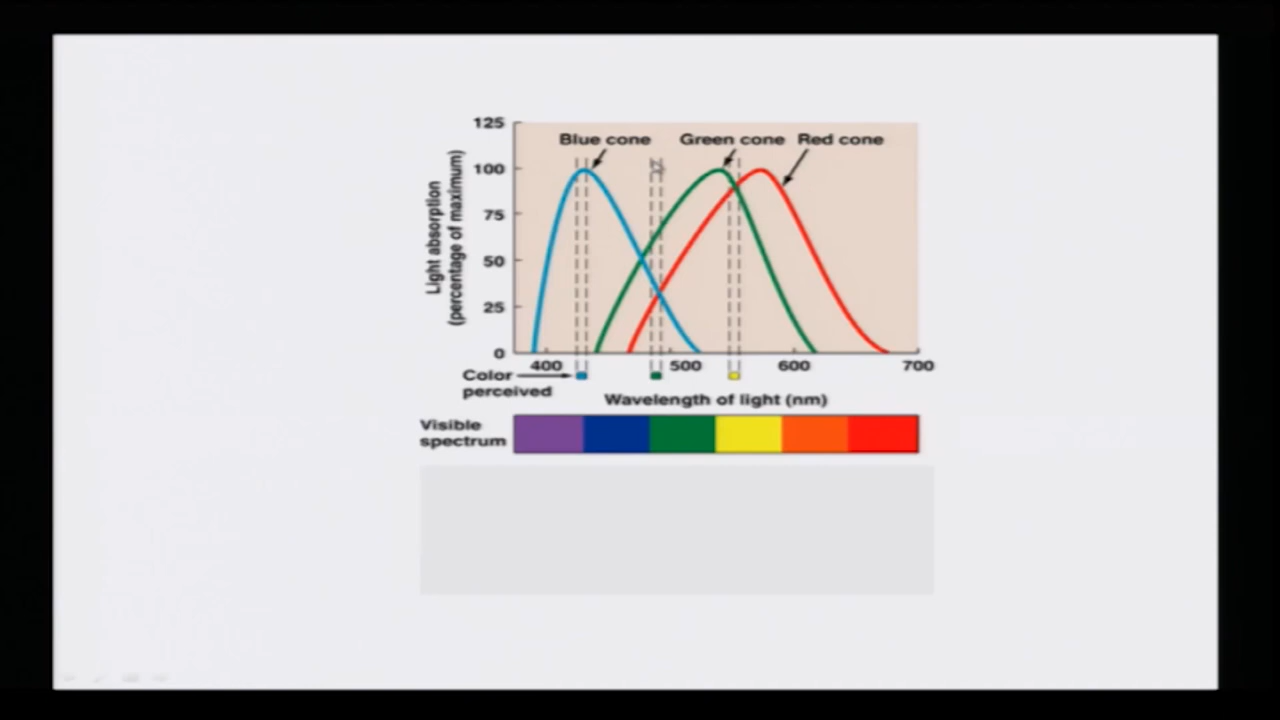 125
Blue cone Green cone Red cone
100
75
50
25
0
Light absorption
(percentage of maximum)
400 500 600 700
Color
perceived
Wavelength of light (nm)
Visible
spectrum